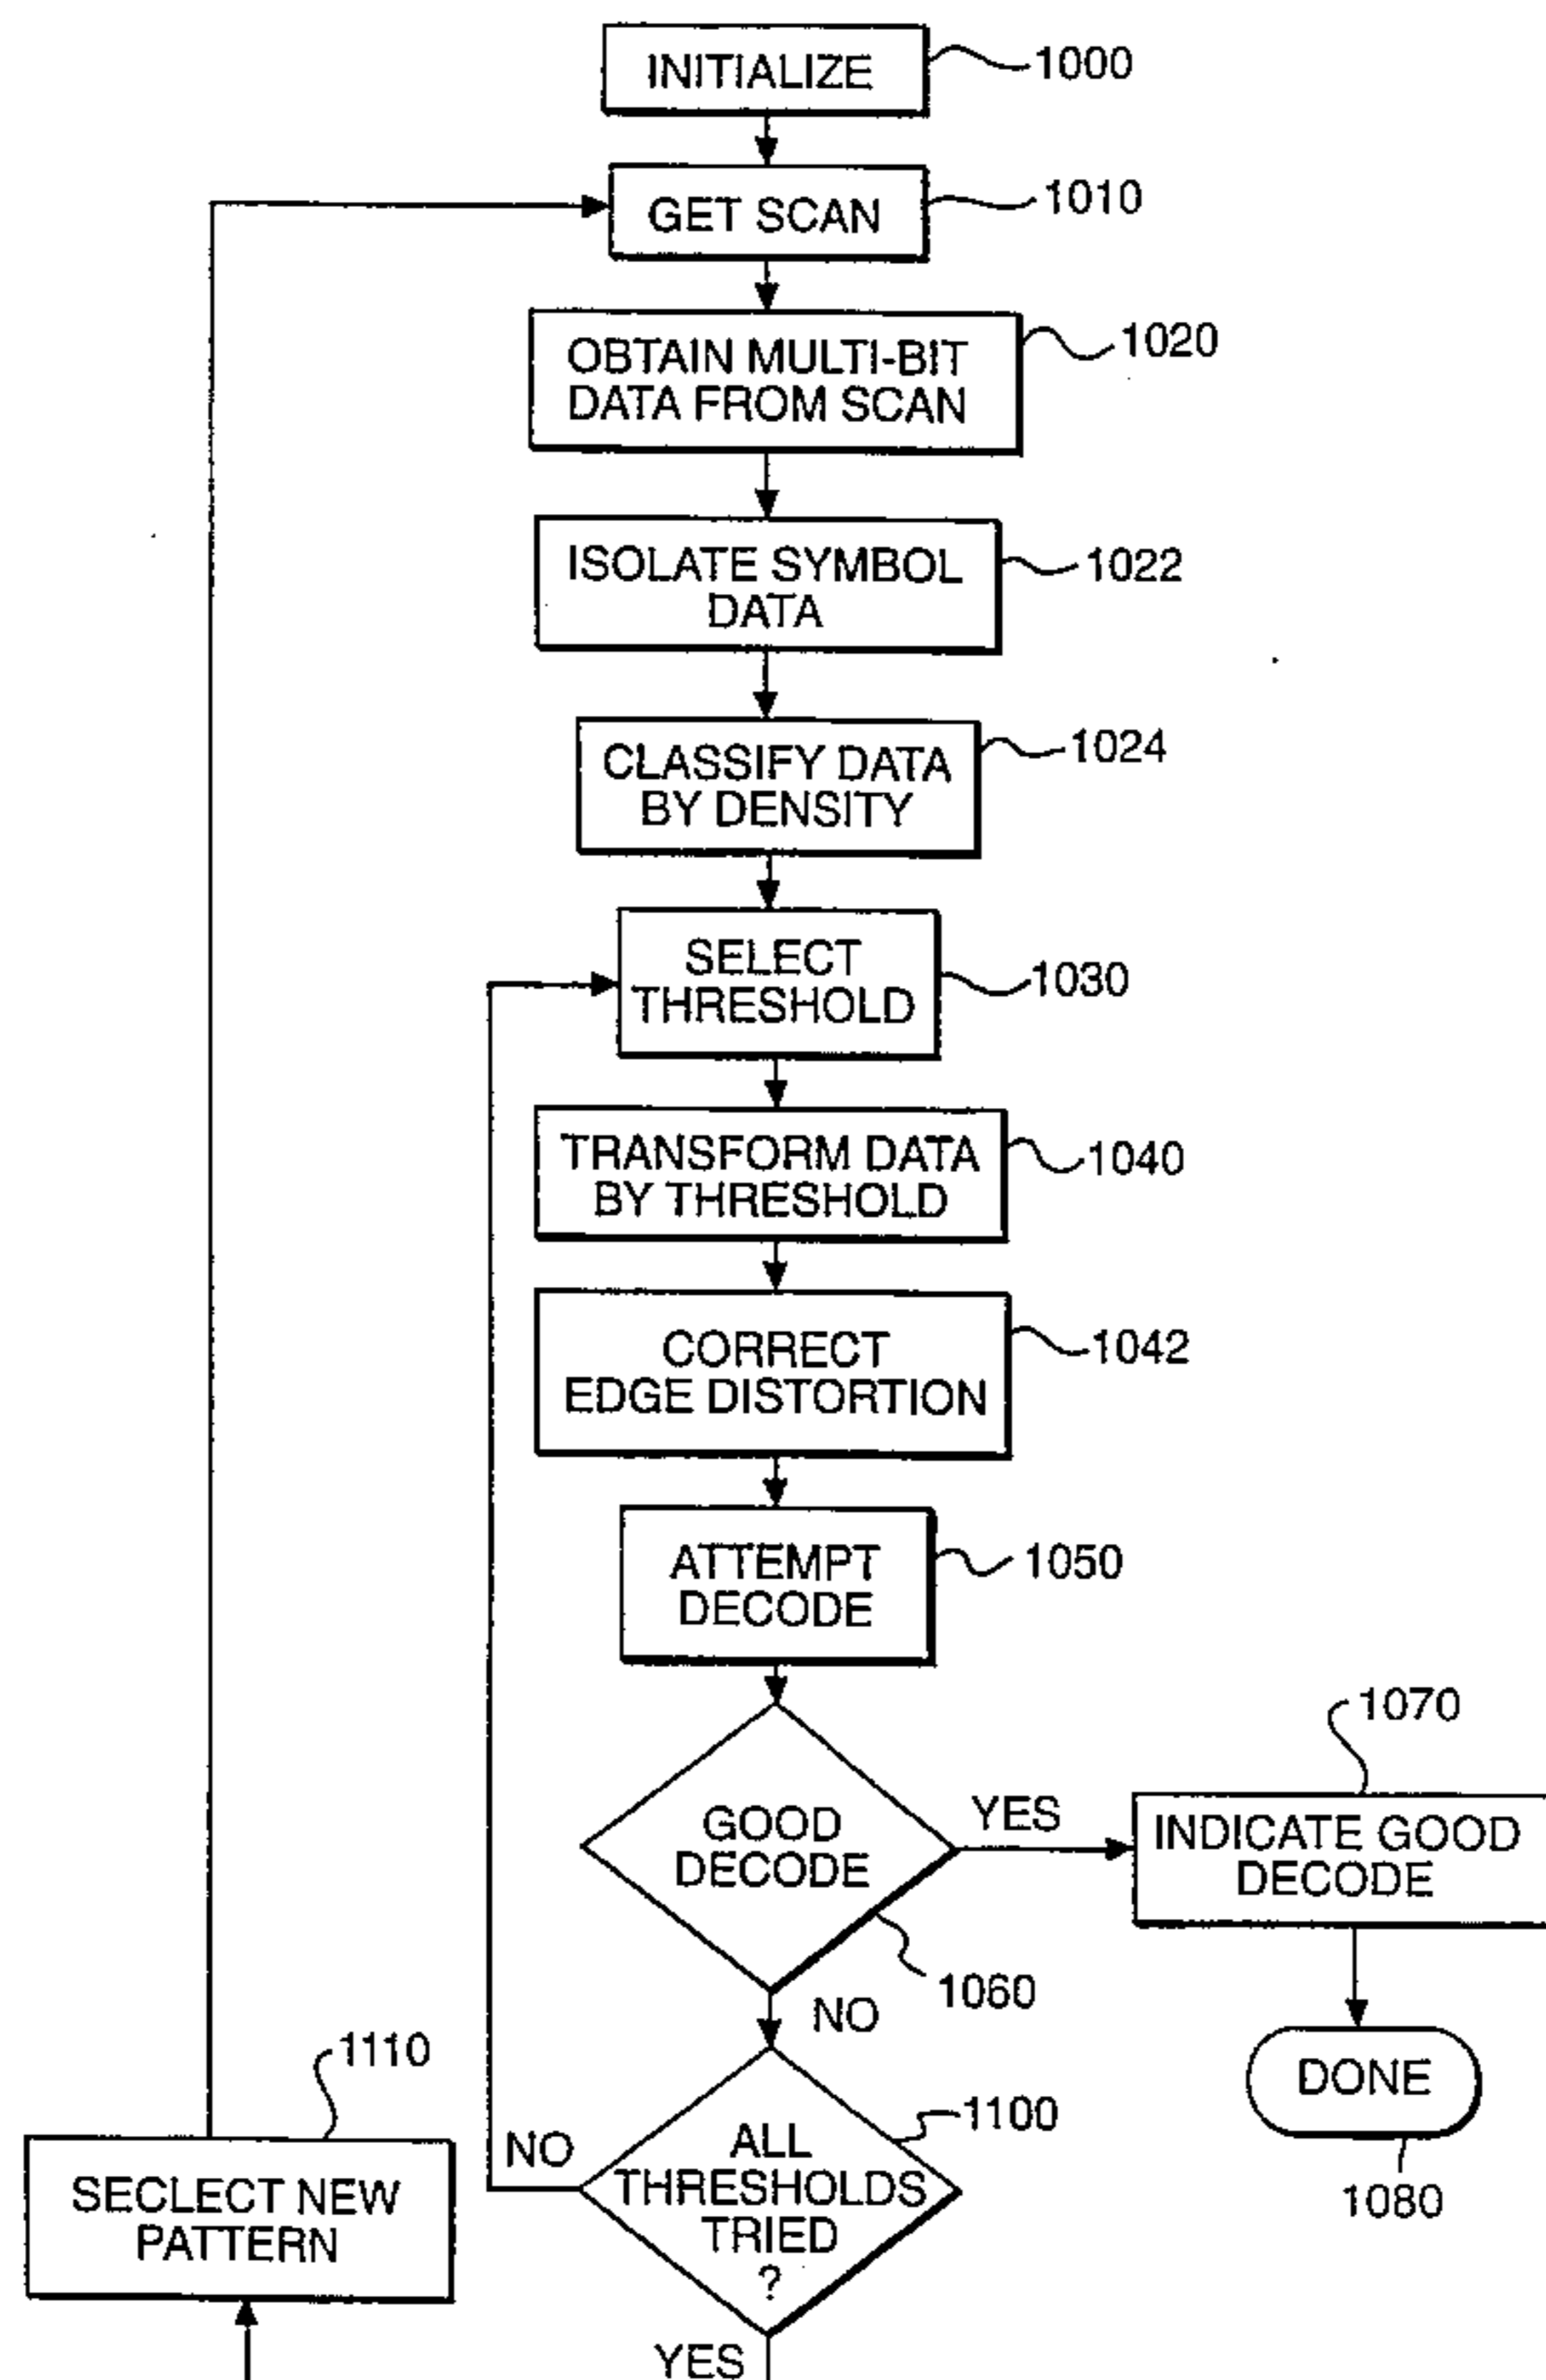 INITIALIZE
1000
GET SCAN
1010
OBTAIN MULTI-BIT
DATA FROM SCAN
1020
ISOLATE SYMBOL
DATA
1022
CLASSIFY DATA
BY DENSITY
1024
SELECT
THRESHOLD
1030
TRANSFORM DATA
BY THRESHOLD
1040
CORRECT
EDGE DISTORTION
1042
ATTEMPT
DECODE
1050
GOOD
DECODE
1060
YES
INDICATE GOOD
DECODE
1070
DONE
1080
NO
ALL
THRESHOLDS
TRIED
?
1100
NO
YES
SECLECT NEW
PATTERN
1110